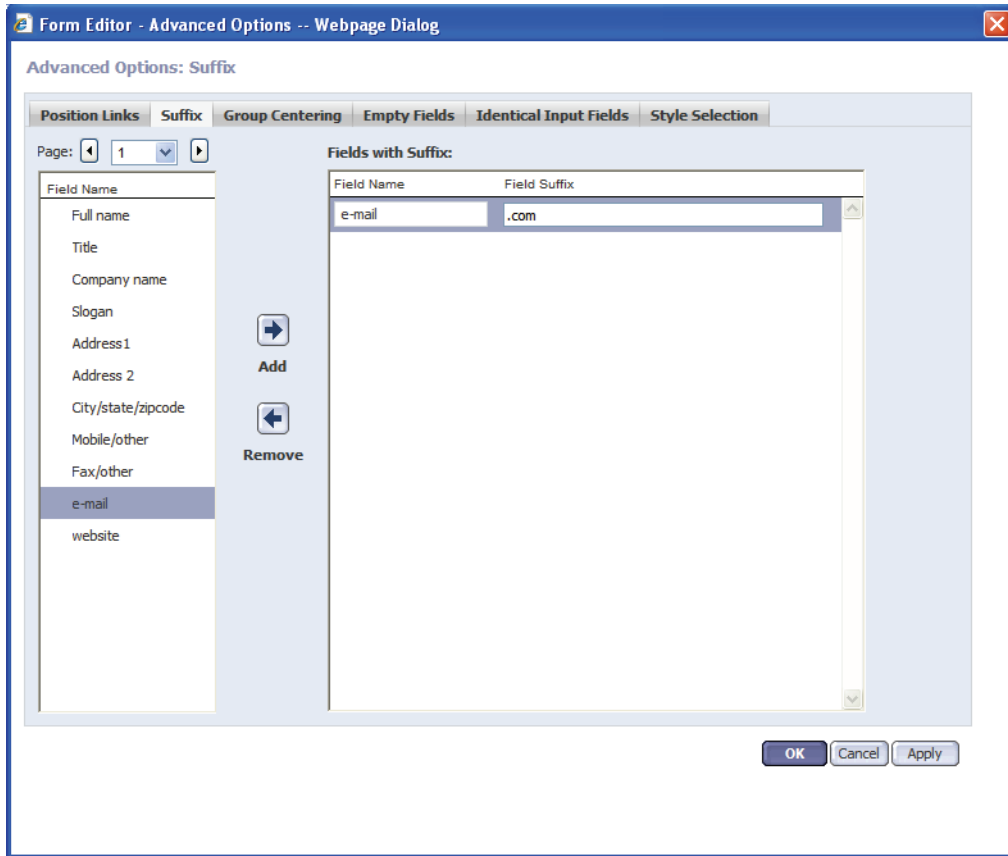 Form Editor - Advanced Options -- Webpage Dialog
Advanced Options: Suffix
Position Links Suffix Group Centering Empty Fields Identical Input Fields Style Selection
Page: 1
Fields with Suffix:
Field Name
Full name
Title
Company name
Slogan
Address1
Address 2
City/state/zipcode
Mobile/other
Fax/other
e-mail
website
Add
Remove
Field Name Field Suffix
e-mail .com
OK Cancel Apply